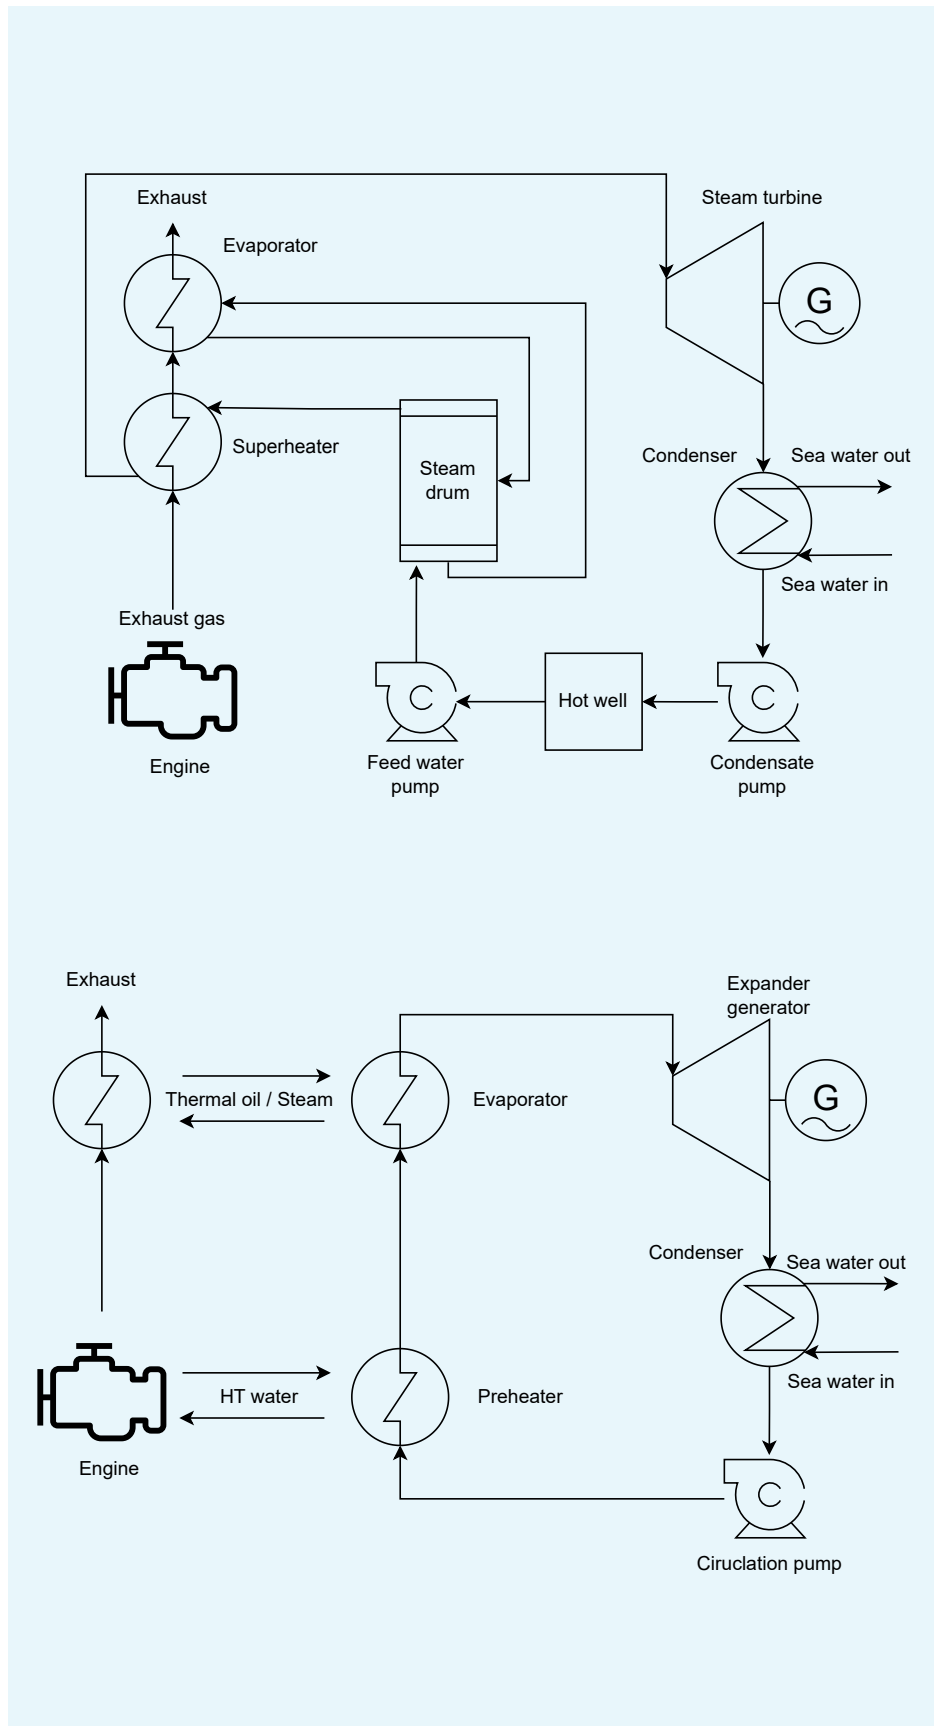 Exhaust
Steam turbine
Evaporator
G
Superheater
Steam
drum
Condenser
Sea water out
Sea water in
Exhaust gas
Engine
Hot well
C
C
Feed water
pump
Condensate
pump
Exhaust
Expander
generator
Thermal oil / Steam
Evaporator
G
Condenser
Sea water out
Sea water in
HT water
Preheater
Engine
C
Ciruclation pump